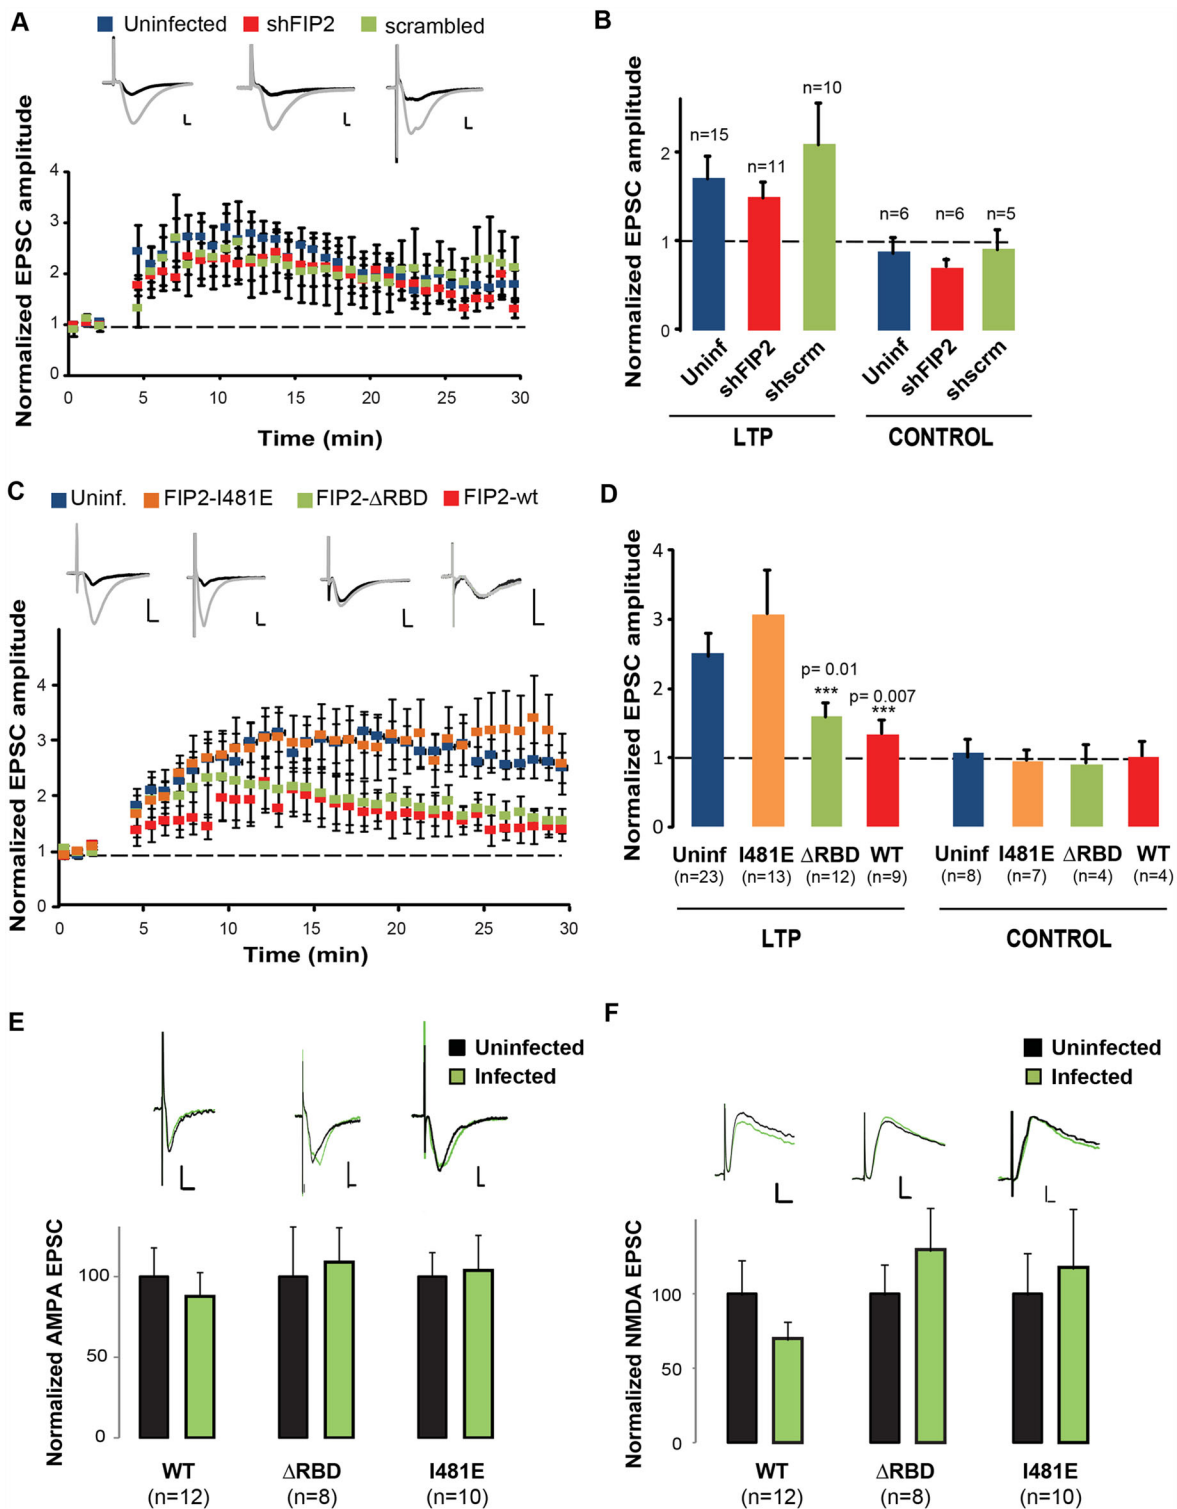 A
Uninfected shFIP2 scrambled
Normalized EPSC amplitude
4
3
2
1
0
0 5 10 15 20 25 30
Time (min)
B
Normalized EPSC amplitude
2
1
0
n=15
n=11
n=10
n=6
n=6
n=5
Uninf shFIP2 shscrm Uninf shFIP2 shscrm
LTP CONTROL
C
Uninf. FIP2-I481E FIP2-ΔRBD FIP2-wt
Normalized EPSC amplitude
4
3
2
1
0
0 5 10 15 20 25 30
Time (min)
D
Normalized EPSC amplitude
4
3
2
1
0
p= 0.01
***
p= 0.007
***
Uninf I481E ΔRBD WT Uninf I481E ΔRBD WT
(n=23) (n=13) (n=12) (n=9) (n=8) (n=7) (n=4) (n=4)
LTP CONTROL
E
Uninfected
Infected
Normalized AMPA EPSC
100
50
0
WT ΔRBD I481E
(n=12) (n=8) (n=10)
F
Uninfected
Infected
Normalized NMDA EPSC
100
50
0
WT ΔRBD I481E
(n=12) (n=8) (n=10)